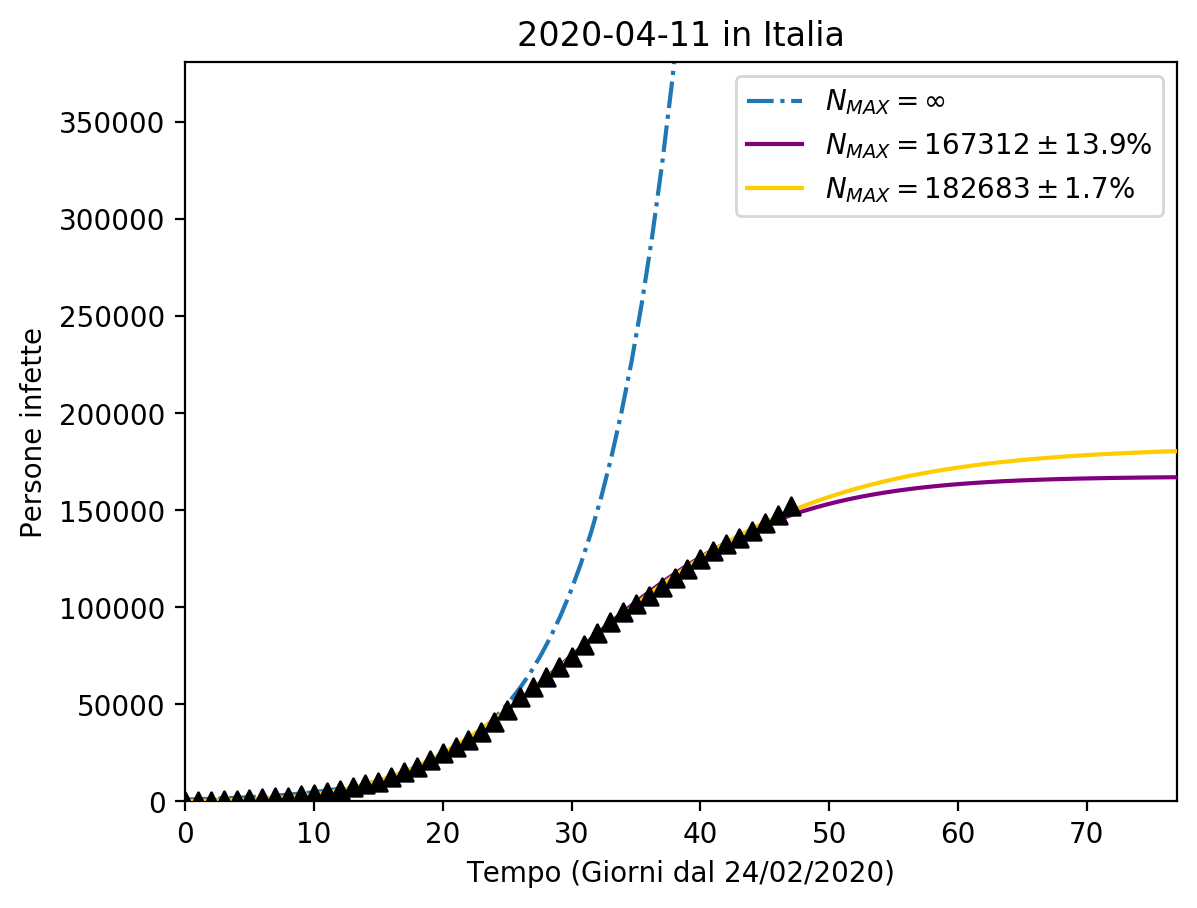 2020-04-11 in Italia
N_MAX = ∞
N_MAX = 167312 ± 13.9%
N_MAX = 182683 ± 1.7%
Persone infette
350000
300000
250000
200000
150000
100000
50000
0
0 10 20 30 40 50 60 70
Tempo (Giorni dal 24/02/2020)